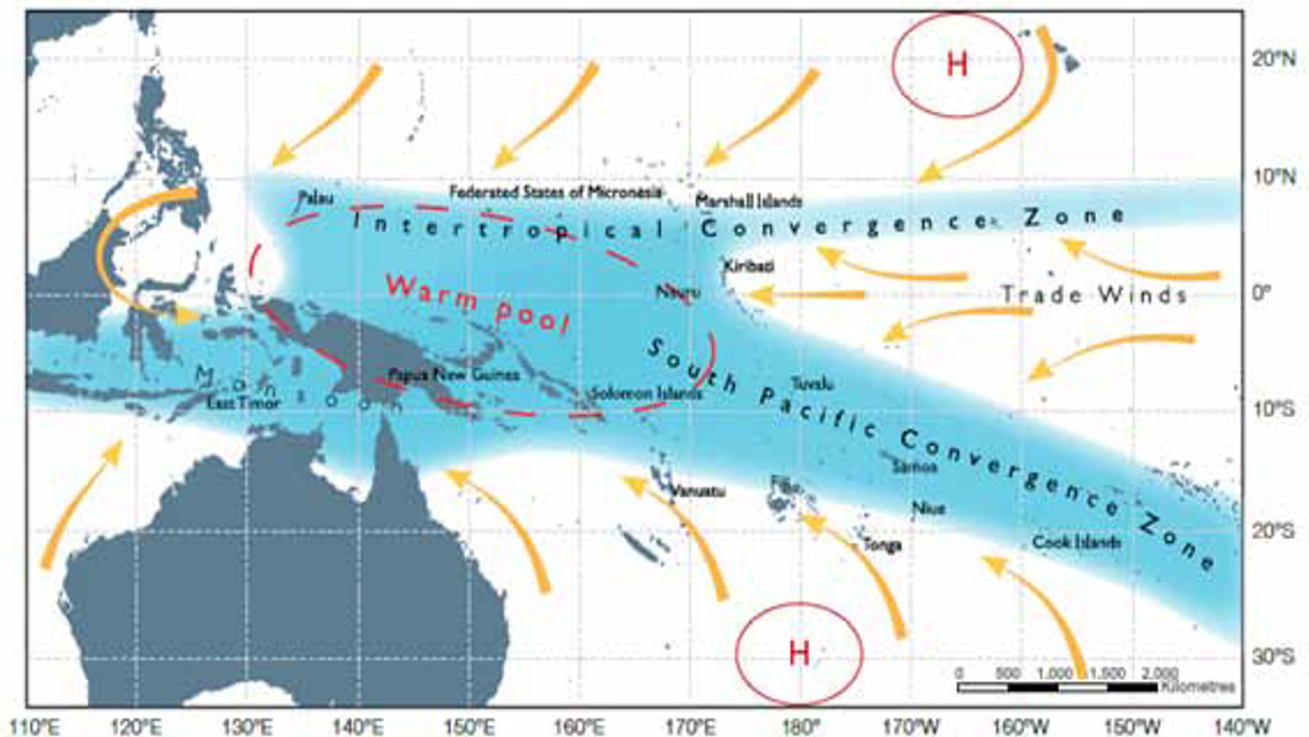 H
20°N
10°N
Palau
Federated States of Micronesia
Marshall Islands
Intertropical Convergence Zone
Kiribati
Warm pool
Nauru
Trade Winds
0°
South Pacific Convergence Zone
Papua New Guinea
Solomon Islands
Tuvalu
Monsoon
East Timor
10°S
Samoa
Vanuatu
Fiji
Niue
20°S
Tonga
Cook Islands
H
30°S
0 500 1,000 1,500 2,000
Kilometres
110°E 120°E 130°E 140°E 150°E 160°E 170°E 180° 170°W 160°W 150°W 140°W